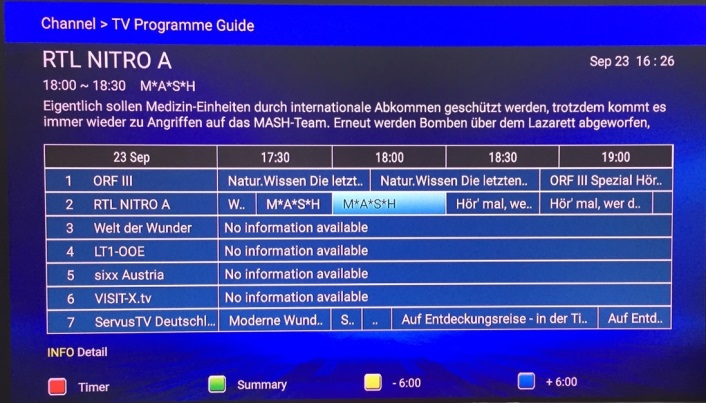 Channel > TV Programme Guide
RTL NITRO A
Sep 23 16:26
18:00 ~ 18:30 M*A*S*H
Eigentlich sollen Medizin-Einheiten durch internationale Abkommen geschützt werden, trotzdem kommt es
immer wieder zu Angriffen auf das MASH-Team. Erneut werden Bomben über dem Lazarett abgeworfen,
23 Sep 17:30 18:00 18:30 19:00
1 ORF III Natur.Wissen Die letzt.. Natur.Wissen Die letzten.. ORF III Spezial Hör..
2 RTL NITRO A W.. M*A*S*H M*A*S*H Hör' mal, we.. Hör' mal, wer d..
3 Welt der Wunder No information available
4 LT1-OOE No information available
5 sixx Austria No information available
6 VISIT-X.tv No information available
7 ServusTV Deutschl... Moderne Wund.. S.. .. Auf Entdeckungsreise - in der Ti.. Auf Entd..
INFO Detail
Timer Summary - 6:00 + 6:00